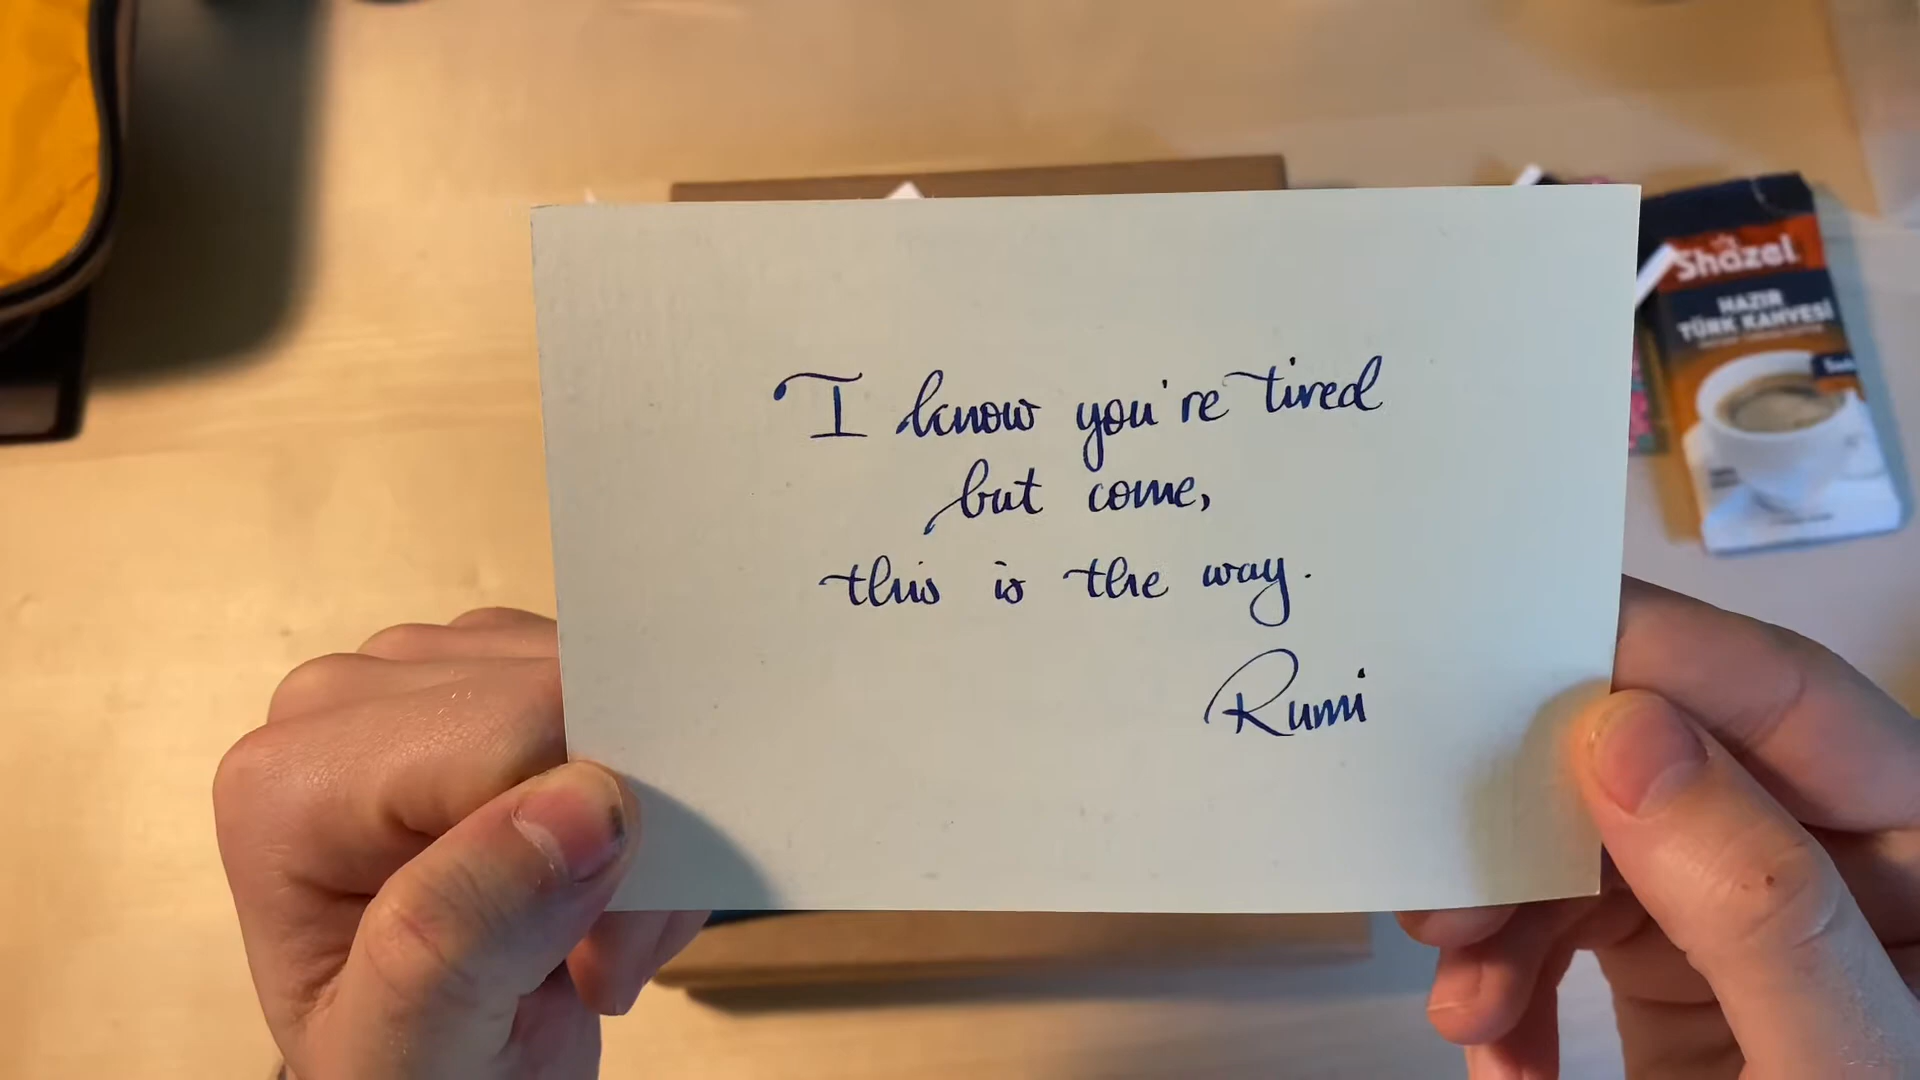 I know you're tired
but come,
this is the way.
Rumi
Shazel
HAZIR
TÜRK KAHVESİ